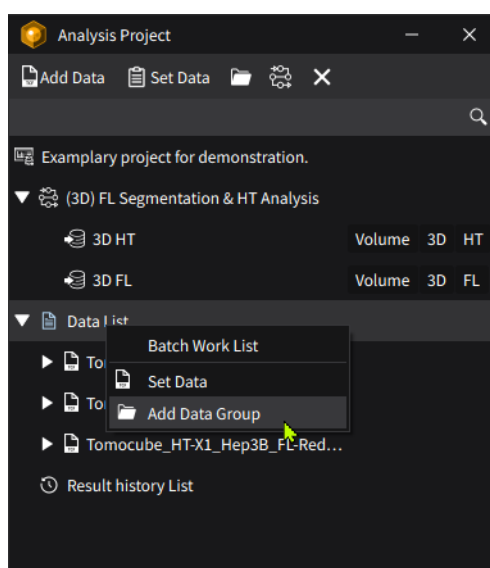 Analysis Project
Add Data Set Data
Examplary project for demonstration.
(3D) FL Segmentation & HT Analysis
3D HT Volume 3D HT
3D FL Volume 3D FL
Data List
Batch Work List
Set Data
Add Data Group
Tomocube_HT-X1_Hep3B_FL-Red...
Result history List